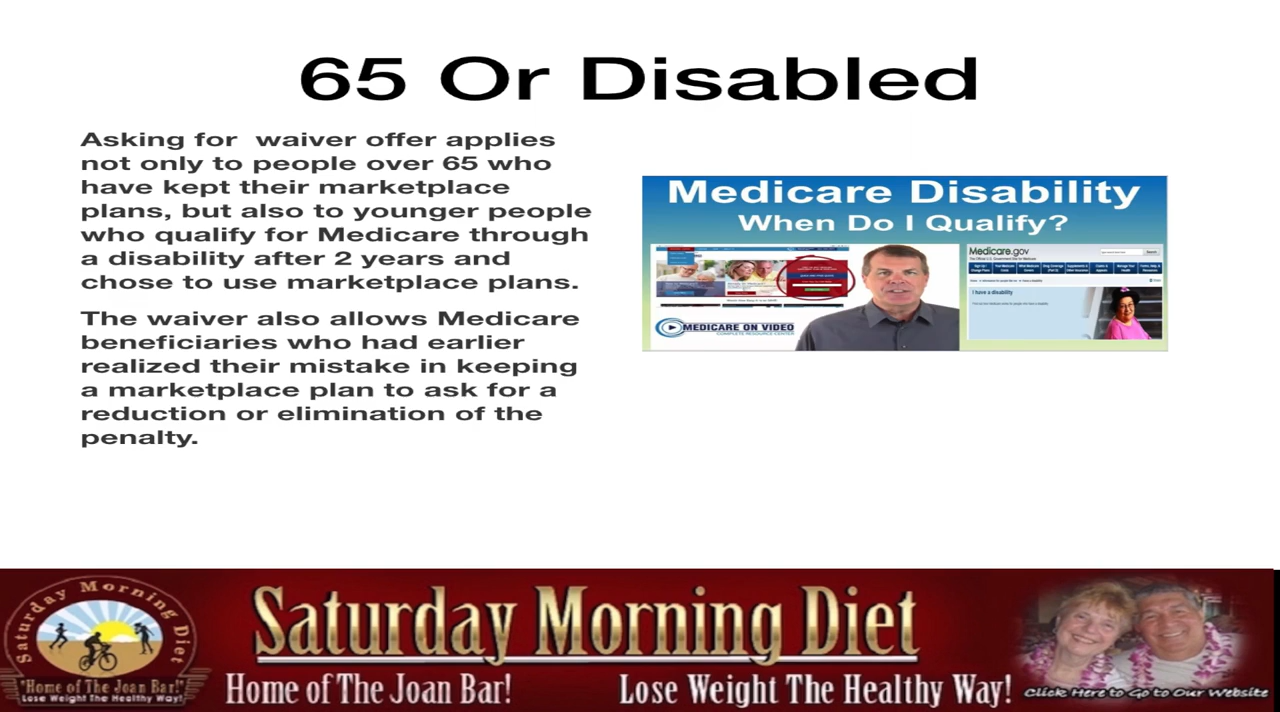 65 Or Disabled
Asking for  waiver offer applies
not only to people over 65 who
have kept their marketplace
plans, but also to younger people
who qualify for Medicare through
a disability after 2 years and
chose to use marketplace plans.
The waiver also allows Medicare
beneficiaries who had earlier
realized their mistake in keeping
a marketplace plan to ask for a
reduction or elimination of the
penalty.
Medicare Disability
When Do I Qualify?
MEDICARE ON VIDEO
COMPLETE RESOURCE CENTER
Medicare.gov
I have a disability
Saturday Morning Diet
"Home of The Joan Bar!"
Lose Weight The Healthy Way!
Saturday Morning Diet
Home of The Joan Bar!
Lose Weight The Healthy Way!
Click Here to Go to Our Website